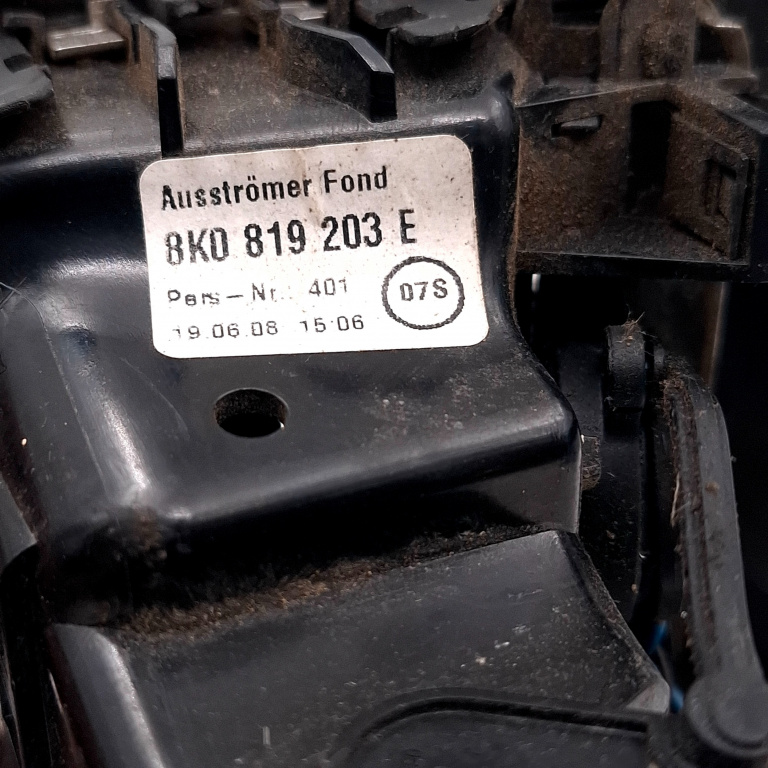 Ausströmer Fond
8K0 819 203 E
Pers-Nr.: 401
07S
19.06.08 15:06